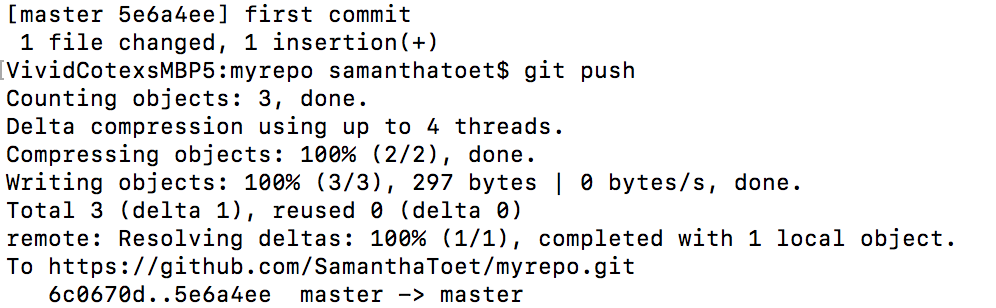 [master 5e6a4ee] first commit
 1 file changed, 1 insertion(+)
VividCotexsMBP5:myrepo samanthatoet$ git push
Counting objects: 3, done.
Delta compression using up to 4 threads.
Compressing objects: 100% (2/2), done.
Writing objects: 100% (3/3), 297 bytes | 0 bytes/s, done.
Total 3 (delta 1), reused 0 (delta 0)
remote: Resolving deltas: 100% (1/1), completed with 1 local object.
To https://github.com/SamanthaToet/myrepo.git
   6c0670d..5e6a4ee  master -> master